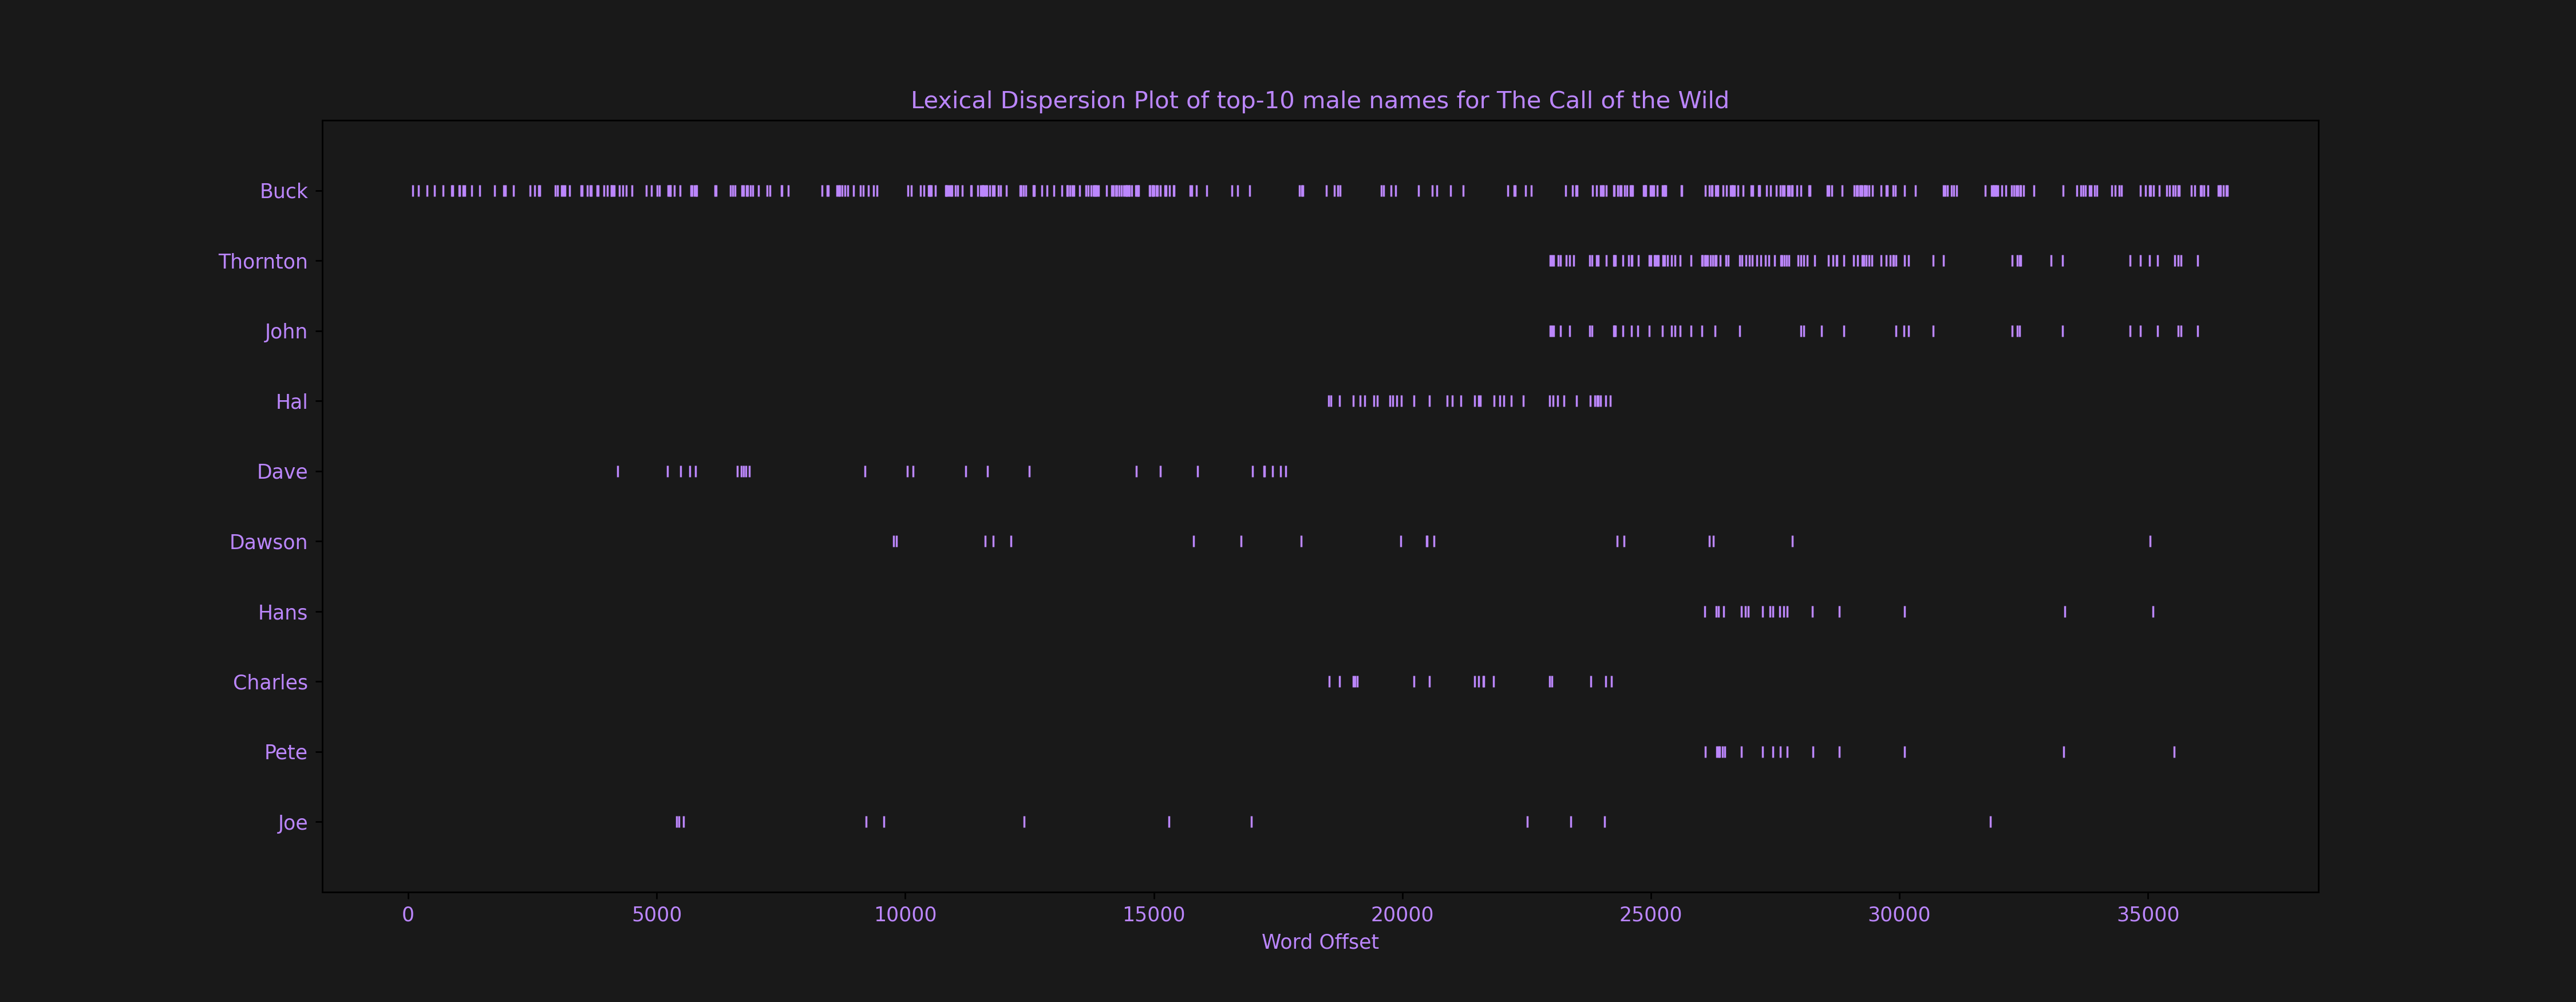 Lexical Dispersion Plot of top-10 male names for The Call of the Wild
Buck
Thornton
John
Hal
Dave
Dawson
Hans
Charles
Pete
Joe
0 5000 10000 15000 20000 25000 30000 35000
Word Offset